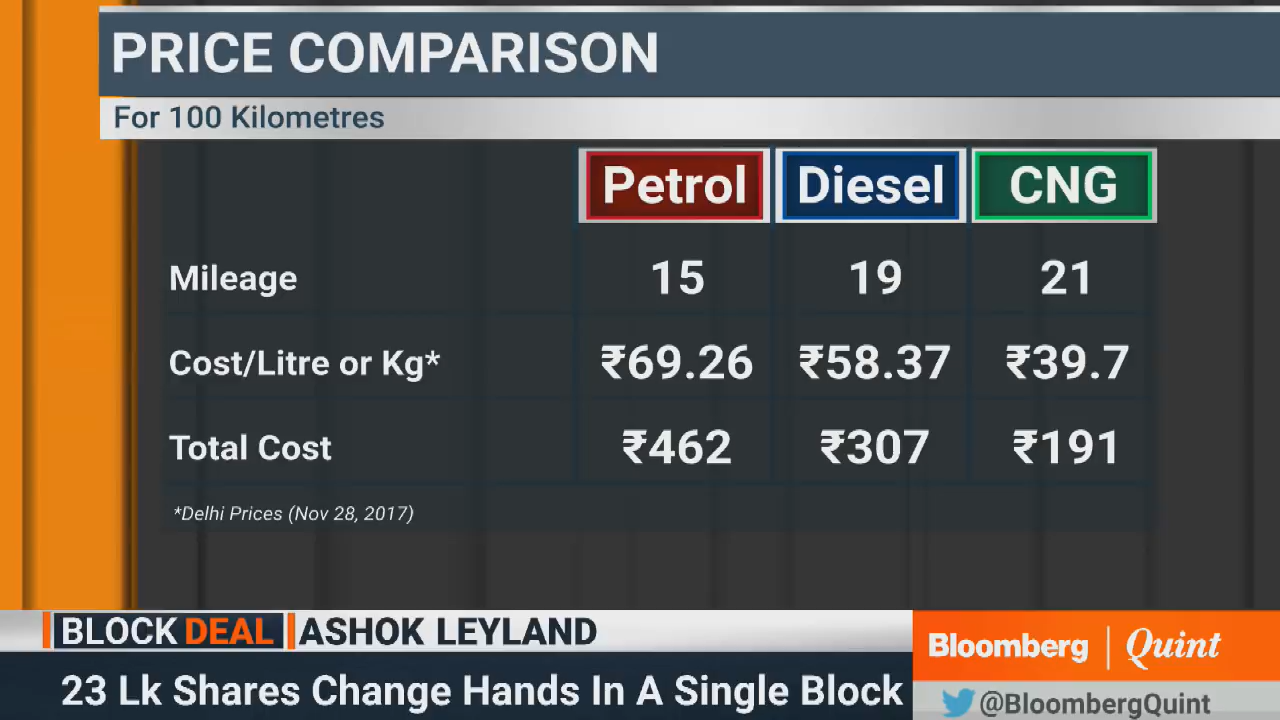 PRICE COMPARISON
For 100 Kilometres
Petrol Diesel CNG
Mileage 15 19 21
Cost/Litre or Kg* ₹69.26 ₹58.37 ₹39.7
Total Cost ₹462 ₹307 ₹191
*Delhi Prices (Nov 28, 2017)
BLOCK DEAL ASHOK LEYLAND
23 Lk Shares Change Hands In A Single Block
Bloomberg | Quint
@BloombergQuint